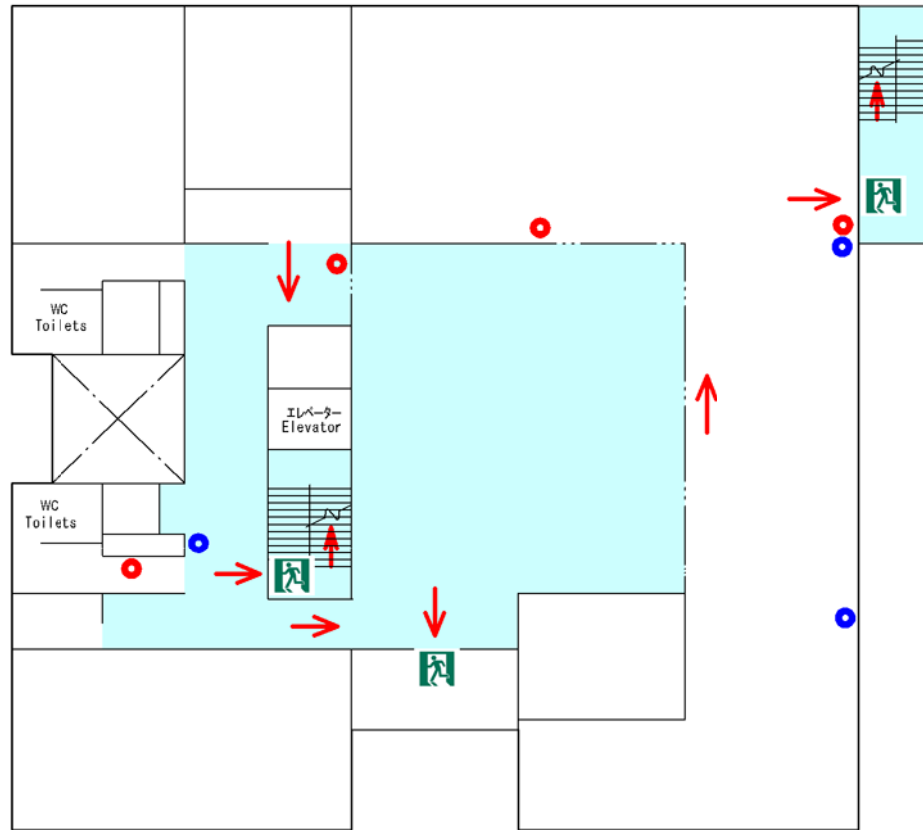 WC
Toilets
エレベーター
Elevator
WC
Toilets